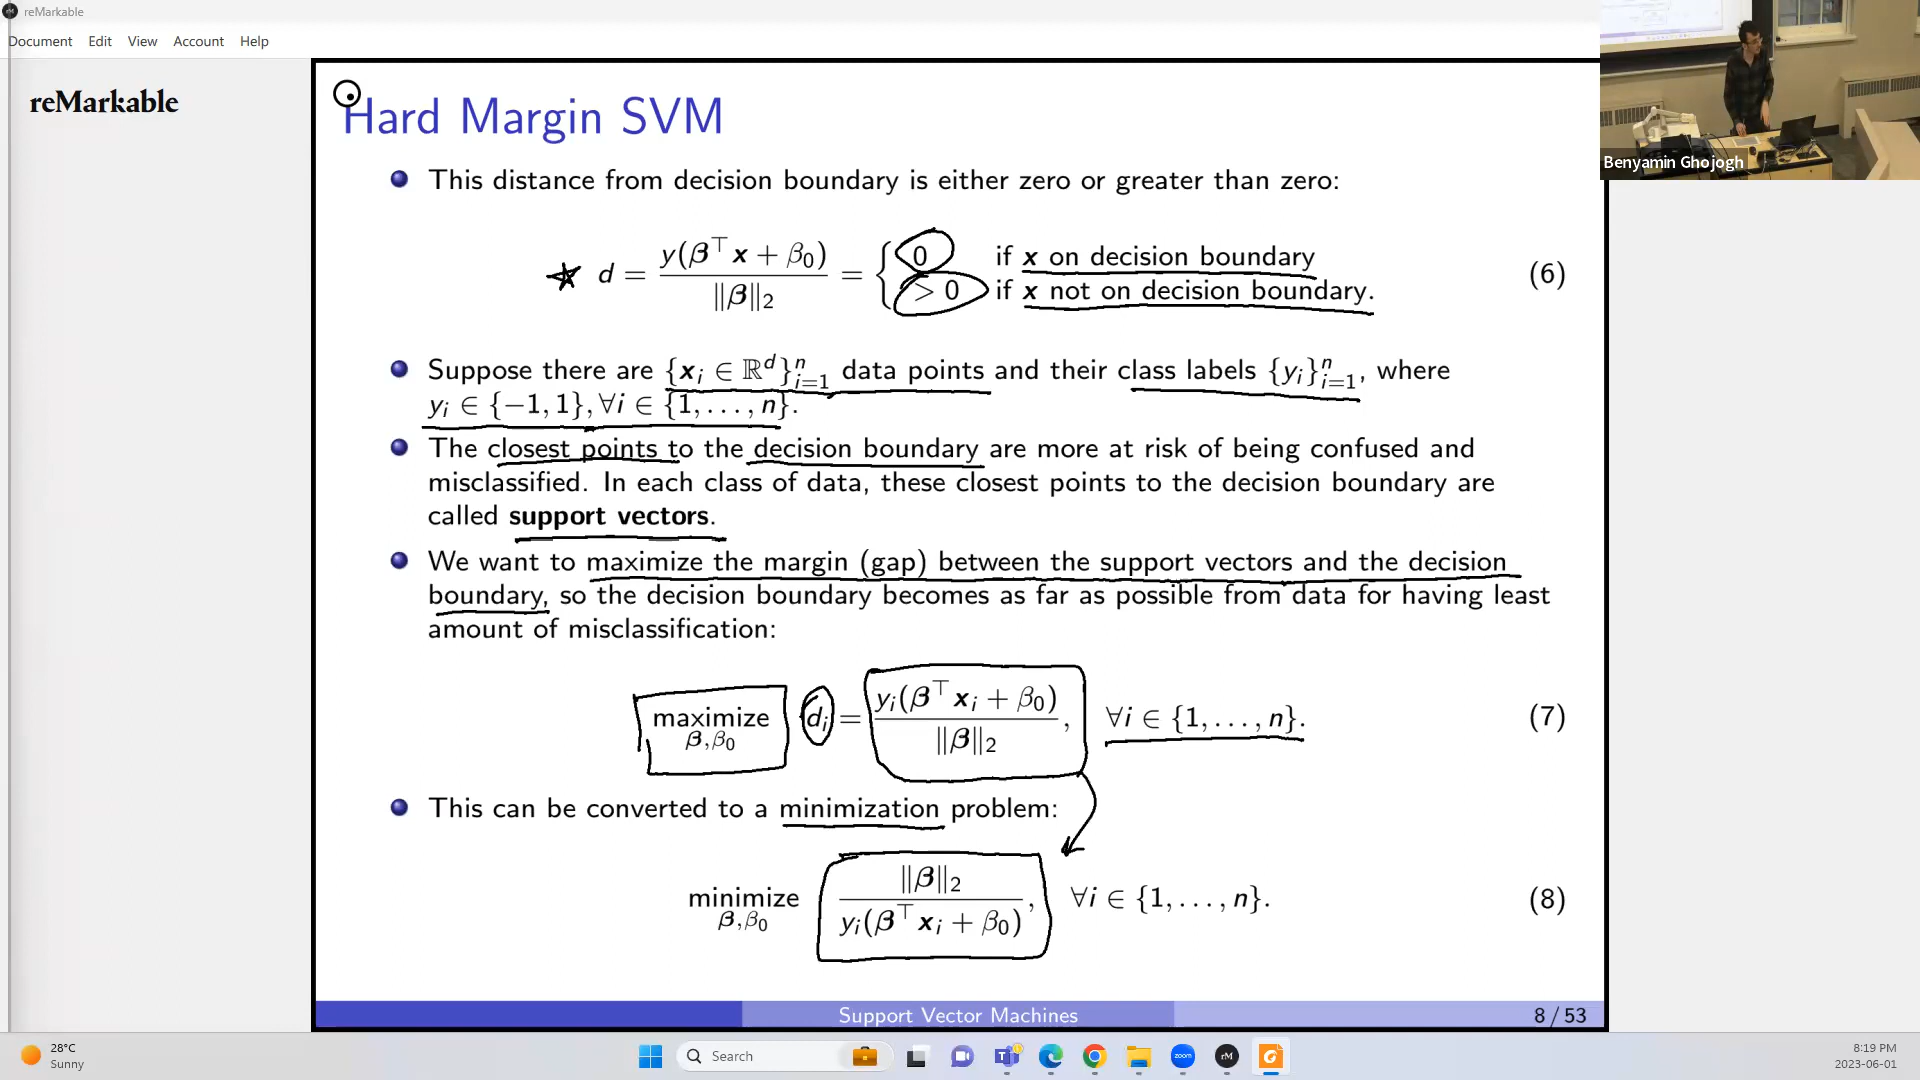 reMarkable
Document Edit View Account Help
reMarkable
Benyamin Ghojogh
Hard Margin SVM
This distance from decision boundary is either zero or greater than zero:
d = y(β⊤x + β0) / ‖β‖2 = { 0 if x on decision boundary
> 0 if x not on decision boundary. (6)
Suppose there are {xi ∈ ℝd}ni=1 data points and their class labels {yi}ni=1, where
yi ∈ {−1, 1}, ∀i ∈ {1, . . . , n}.
The closest points to the decision boundary are more at risk of being confused and
misclassified. In each class of data, these closest points to the decision boundary are
called support vectors.
We want to maximize the margin (gap) between the support vectors and the decision
boundary, so the decision boundary becomes as far as possible from data for having least
amount of misclassification:
maximize β,β0 di = yi(β⊤xi + β0) / ‖β‖2, ∀i ∈ {1, . . . , n}. (7)
This can be converted to a minimization problem:
minimize β,β0 ‖β‖2 / yi(β⊤xi + β0), ∀i ∈ {1, . . . , n}. (8)
Support Vector Machines 8 / 53
28°C
Sunny
Search
zoom
rM
8:19 PM
2023-06-01